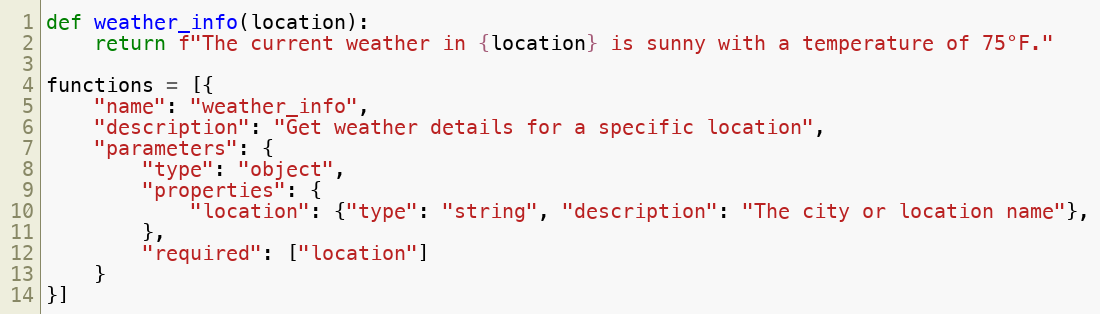 1 def weather_info(location):
2     return f"The current weather in {location} is sunny with a temperature of 75°F."
3
4 functions = [{
5     "name": "weather_info",
6     "description": "Get weather details for a specific location",
7     "parameters": {
8         "type": "object",
9         "properties": {
10             "location": {"type": "string", "description": "The city or location name"},
11         },
12         "required": ["location"]
13     }
14 }]